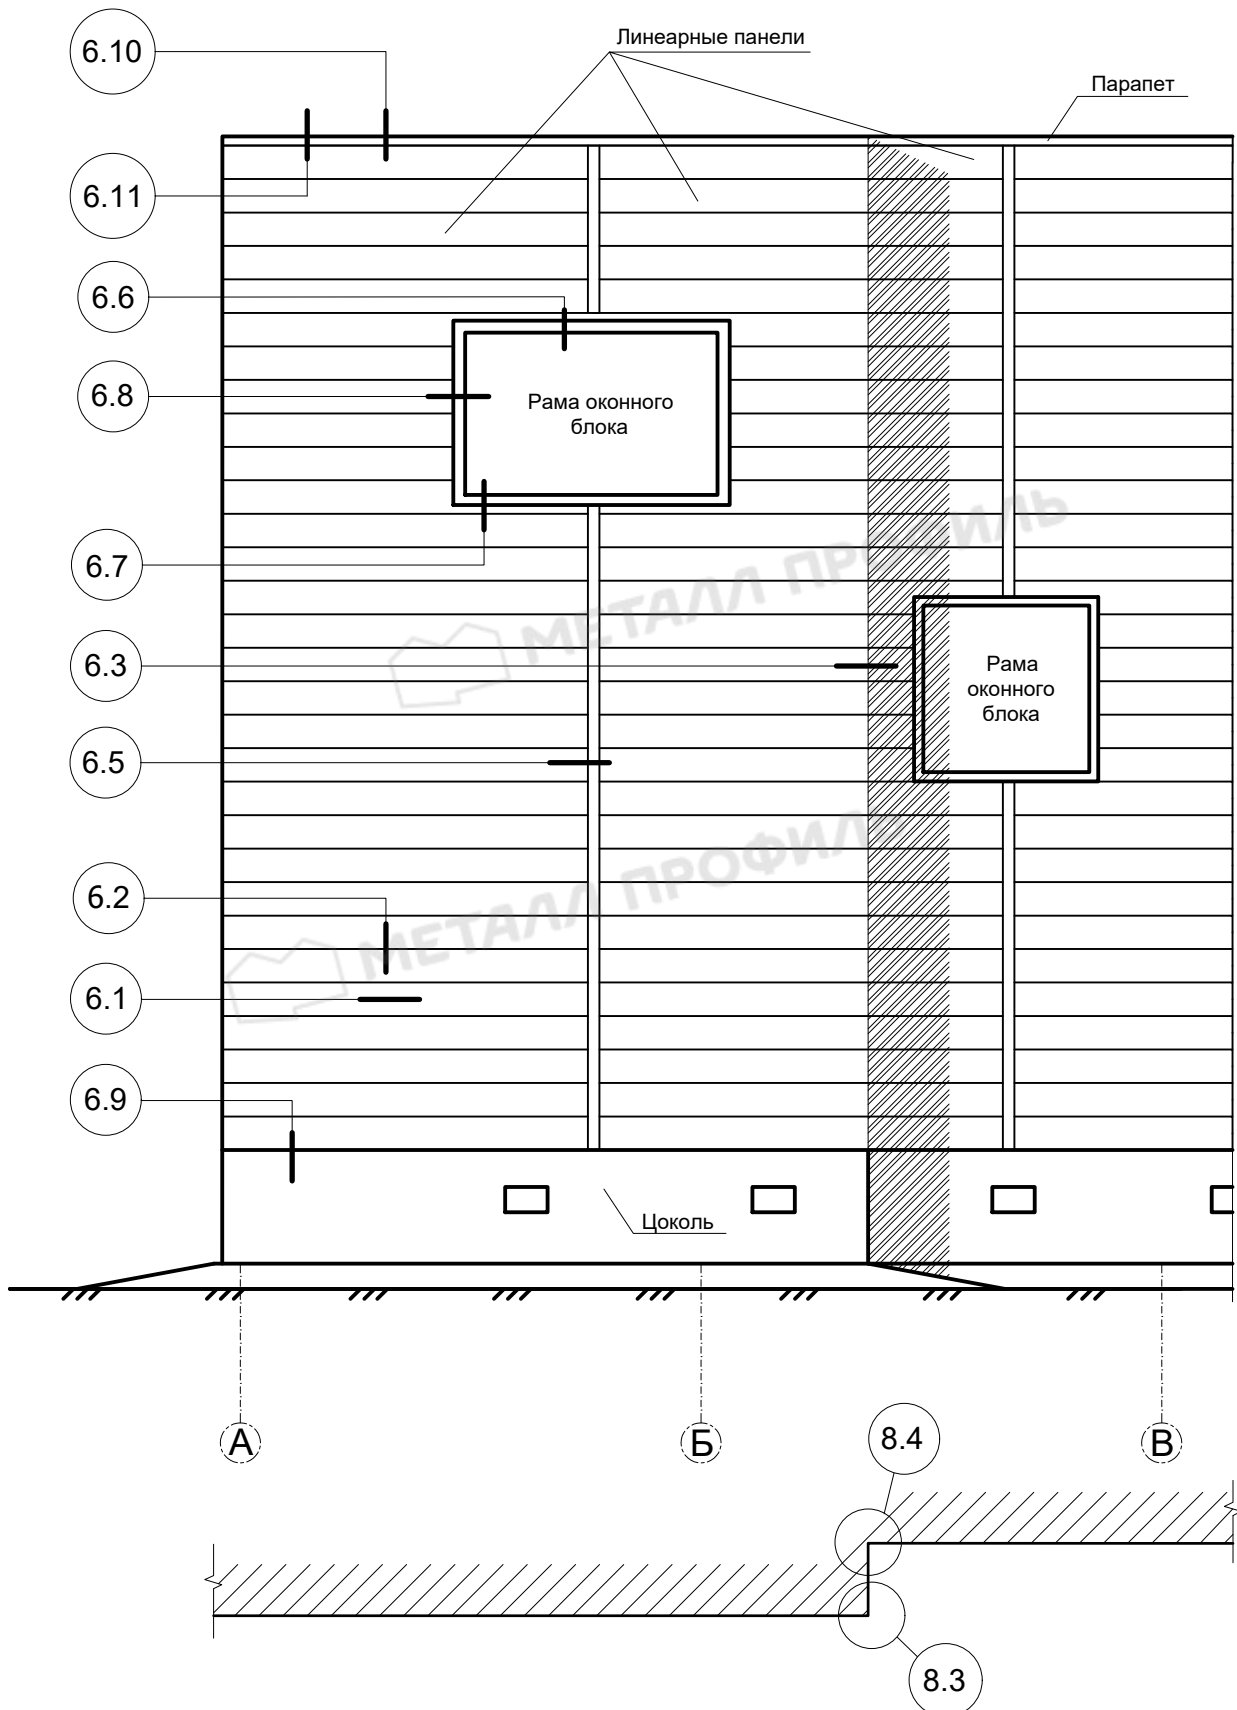 6.10
Линеарные панели
Парапет
6.11
6.6
6.8
Рама оконного
блока
6.7
МЕТАЛЛ ПРОФИЛЬ
6.3
Рама
оконного
блока
6.5
МЕТАЛЛ ПРОФИЛЬ
6.2
6.1
6.9
Цоколь
А
Б
В
8.4
8.3